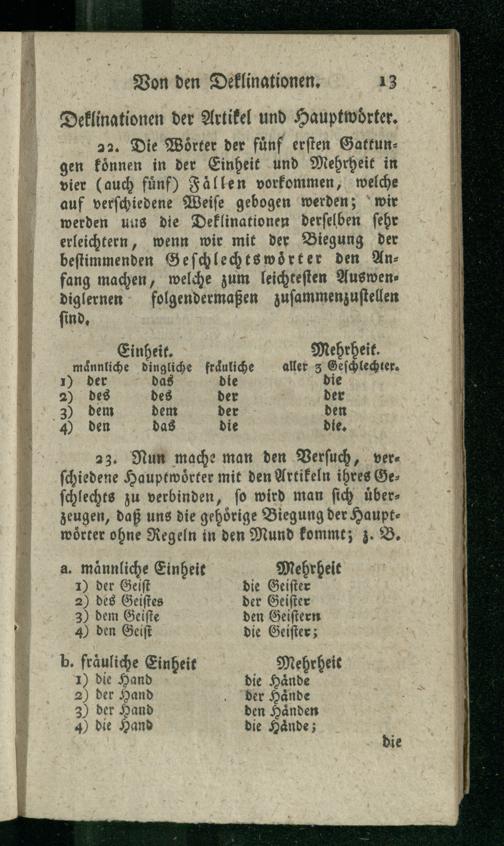 Von den Deklinationen. 13
Deklinationen der Artikel und Hauptwörter.
22. Die Wörter der fünf ersten Gattun-
gen können in der Einheit und Mehrheit in
vier (auch fünf) Fällen vorkommen, welche
auf verschiedene Weise gebogen werden; wir
werden uns die Deklinationen derselben sehr
erleichtern, wenn wir mit der Biegung der
bestimmenden Geschlechtswörter den An-
fang machen, welche zum leichtesten Auswen-
diglernen folgendermaßen zusammenzustellen
sind.
Einheit. Mehrheit.
männliche dingliche fräuliche aller 3 Geschlechter.
1) der das die die
2) des des der der
3) dem dem der den
4) den das die die.
23. Nun mache man den Versuch, ver-
schiedene Hauptwörter mit den Artikeln ihres Ge-
schlechts zu verbinden, so wird man sich über-
zeugen, daß uns die gehörige Biegung der Haupt-
wörter ohne Regeln in den Mund kommt; z. B.
a. männliche Einheit Mehrheit
1) der Geist die Geister
2) des Geistes der Geister
3) dem Geiste den Geistern
4) den Geist die Geister;
b. fräuliche Einheit Mehrheit
1) die Hand die Hände
2) der Hand der Hände
3) der Hand den Händen
4) die Hand die Hände;
die